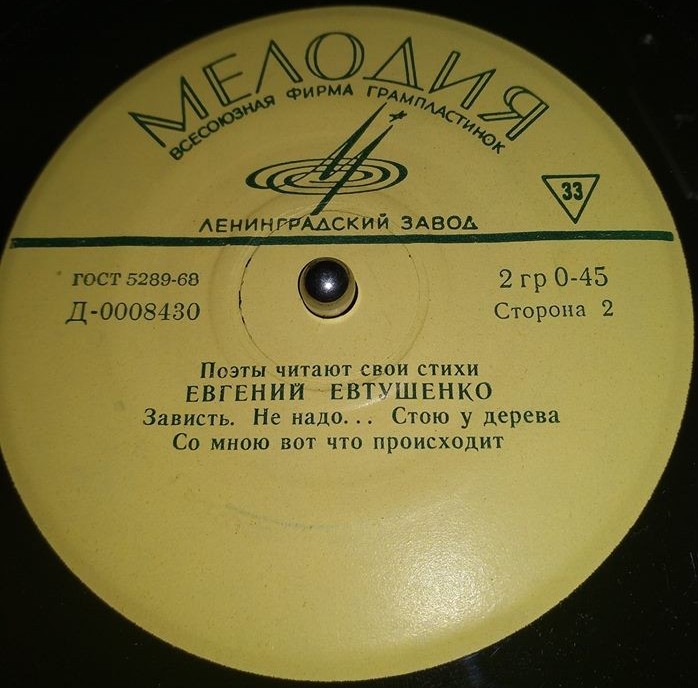 МЕЛОДИЯ
ВСЕСОЮЗНАЯ ФИРМА ГРАМПЛАСТИНОК
33
ЛЕНИНГРАДСКИЙ ЗАВОД
ГОСТ 5289-68
2 гр 0-45
Д-0008430
Сторона 2
Поэты читают свои стихи
ЕВГЕНИЙ ЕВТУШЕНКО
Зависть. Не надо... Стою у дерева
Со мною вот что происходит